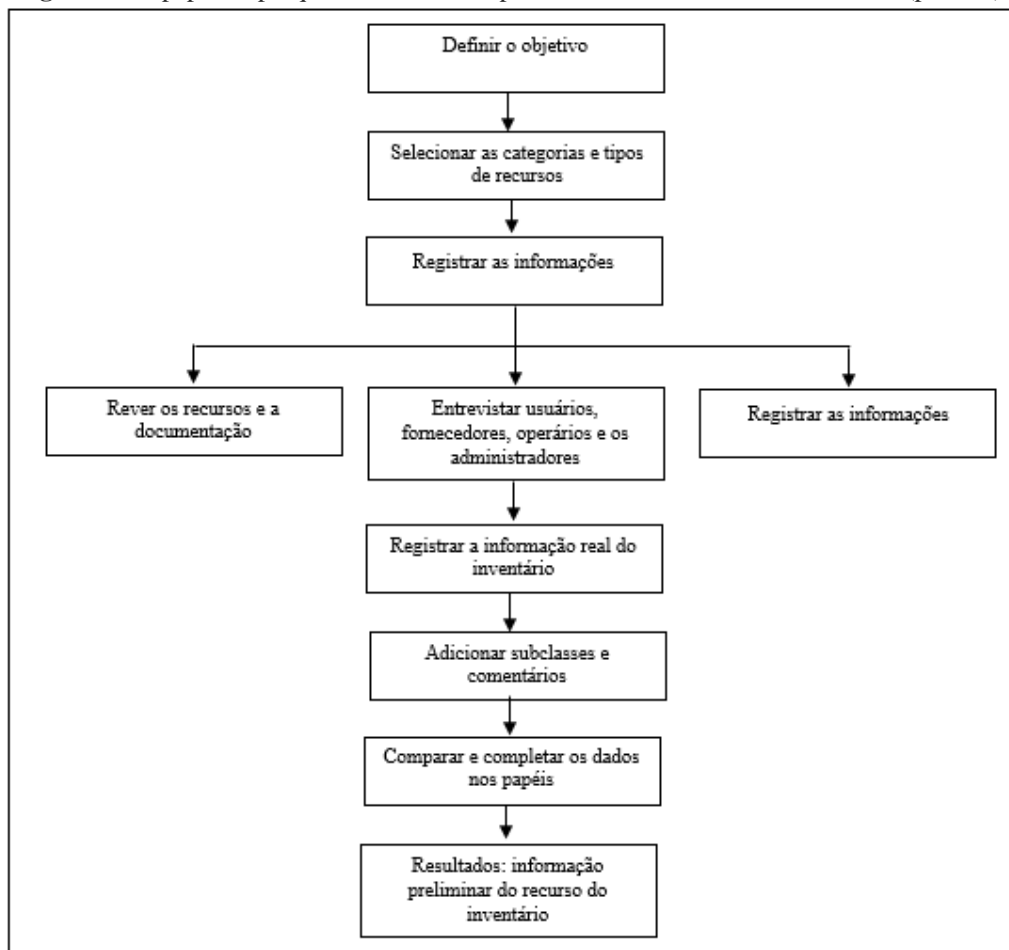 Definir o objetivo
Selecionar as categorias e tipos
de recursos
Registrar as informações
Rever os recursos e a
documentação
Entrevistar usuários,
fornecedores, operários e os
administradores
Registrar as informações
Registrar a informação real do
inventário
Adicionar subclasses e
comentários
Comparar e completar os dados
nos papéis
Resultados: informação
preliminar do recurso do
inventário